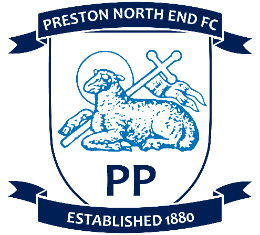 PRESTON NORTH END FC
PP
ESTABLISHED 1880